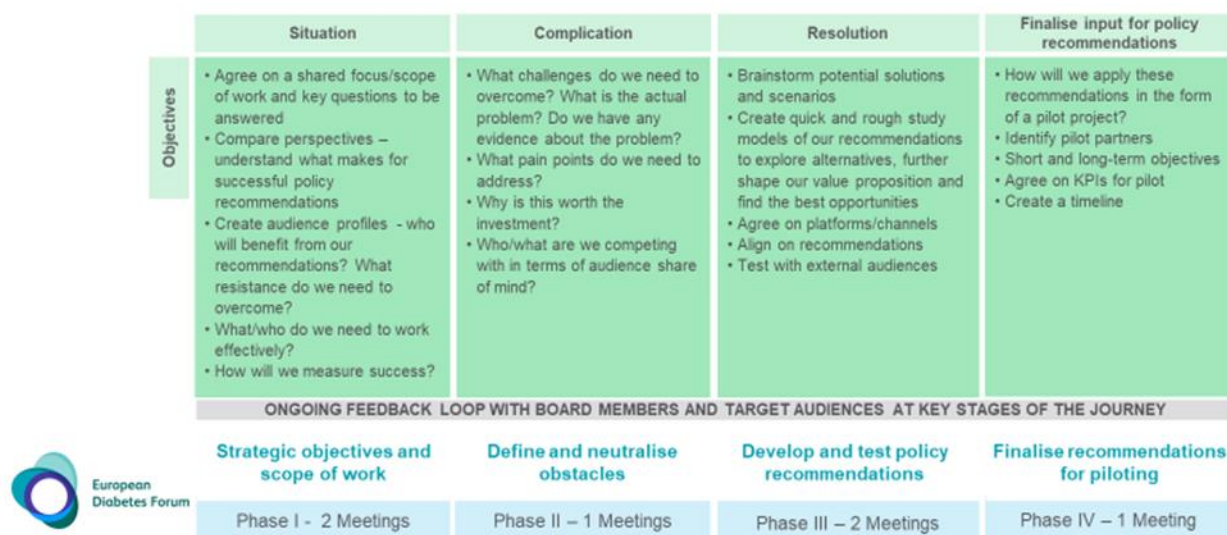 Situation
Complication
Resolution
Finalise input for policy
recommendations
Objectives
• Agree on a shared focus/scope
of work and key questions to be
answered
• Compare perspectives –
understand what makes for
successful policy
recommendations
• Create audience profiles - who
will benefit from our
recommendations? What
resistance do we need to
overcome?
• What/who do we need to work
effectively?
• How will we measure success?
• What challenges do we need to
overcome? What is the actual
problem? Do we have any
evidence about the problem?
• What pain points do we need to
address?
• Why is this worth the
investment?
• Who/what are we competing
with in terms of audience share
of mind?
• Brainstorm potential solutions
and scenarios
• Create quick and rough study
models of our recommendations
to explore alternatives, further
shape our value proposition and
find the best opportunities
• Agree on platforms/channels
• Align on recommendations
• Test with external audiences
• How will we apply these
recommendations in the form
of a pilot project?
• Identify pilot partners
• Short and long-term objectives
• Agree on KPIs for pilot
• Create a timeline
ONGOING FEEDBACK LOOP WITH BOARD MEMBERS AND TARGET AUDIENCES AT KEY STAGES OF THE JOURNEY
Strategic objectives and
scope of work
Define and neutralise
obstacles
Develop and test policy
recommendations
Finalise recommendations
for piloting
European
Diabetes Forum
Phase I - 2 Meetings
Phase II – 1 Meetings
Phase III – 2 Meetings
Phase IV – 1 Meeting